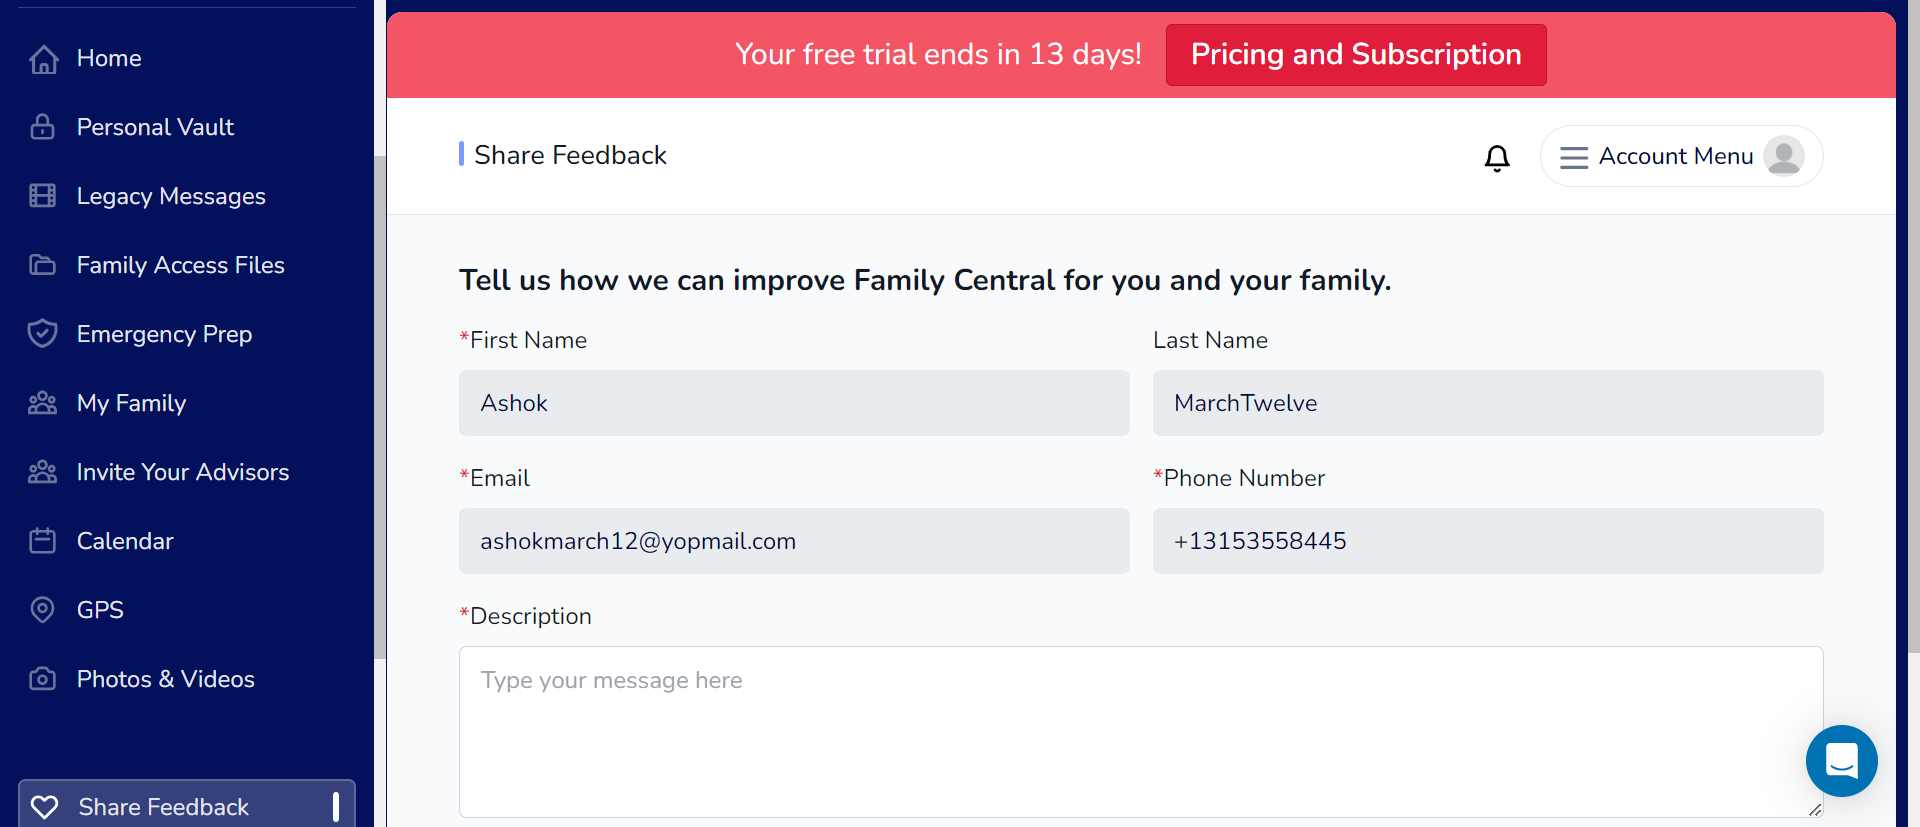 Home
Personal Vault
Legacy Messages
Family Access Files
Emergency Prep
My Family
Invite Your Advisors
Calendar
GPS
Photos & Videos
Share Feedback
Your free trial ends in 13 days!
Pricing and Subscription
Share Feedback
Account Menu
Tell us how we can improve Family Central for you and your family.
*First Name
Last Name
Ashok
MarchTwelve
*Email
*Phone Number
ashokmarch12@yopmail.com
+13153558445
*Description
Type your message here